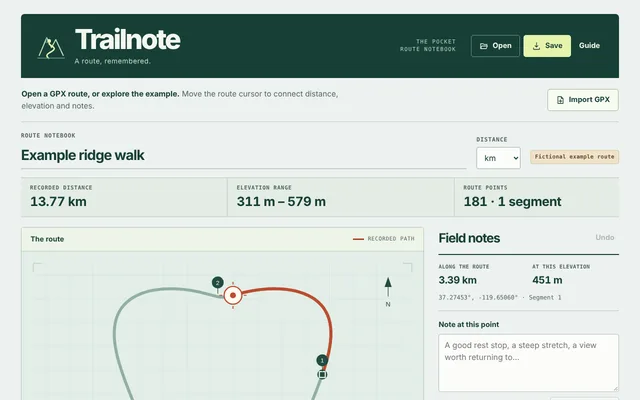 Trailnote
A route, remembered.
THE POCKET
ROUTE NOTEBOOK
Open
Save
Guide
Open a GPX route, or explore the example. Move the route cursor to connect distance,
elevation and notes.
Import GPX
ROUTE NOTEBOOK
Example ridge walk
DISTANCE
km
Fictional example route
RECORDED DISTANCE
13.77 km
ELEVATION RANGE
311 m – 579 m
ROUTE POINTS
181 · 1 segment
The route
RECORDED PATH
2
N
1
Field notes
Undo
ALONG THE ROUTE
3.39 km
AT THIS ELEVATION
451 m
37.27453°, -119.65060° · Segment 1
Note at this point
A good rest stop, a steep stretch, a view
worth returning to…